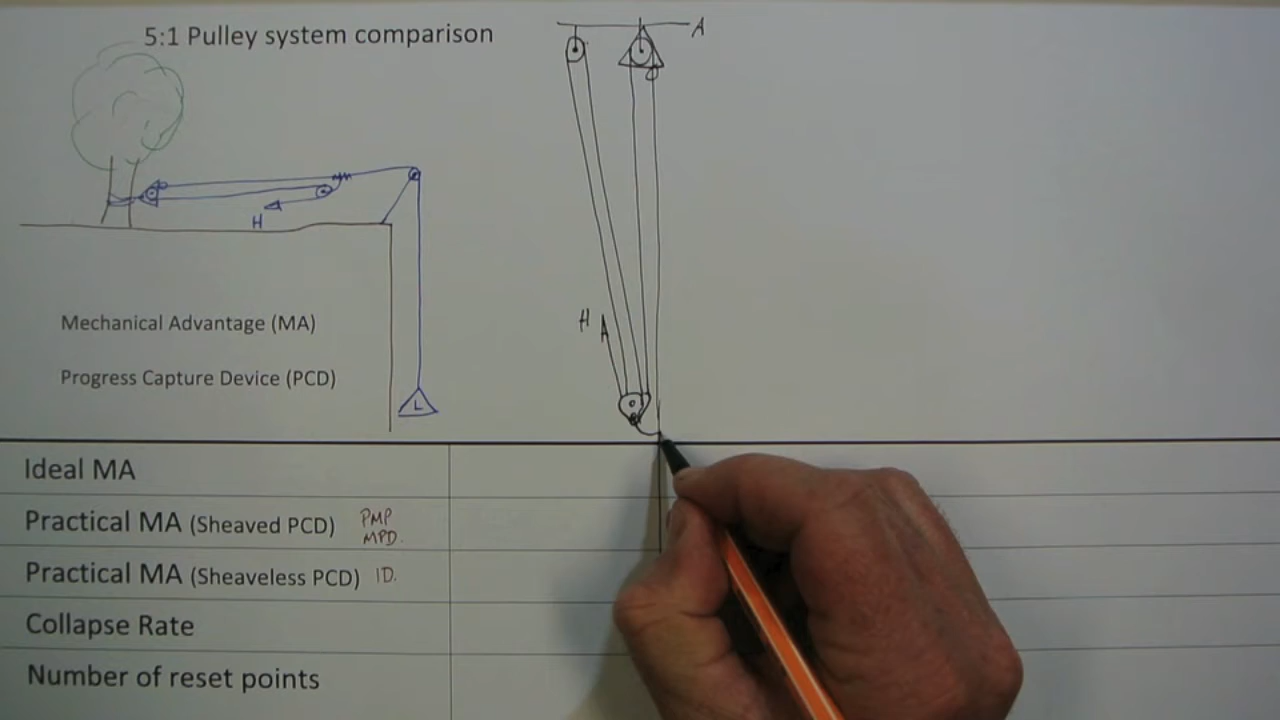 5:1 Pulley system comparison
A
H
H
Mechanical Advantage (MA)
Progress Capture Device (PCD)
L
Ideal MA
Practical MA (Sheaved PCD) PMP
MPD.
Practical MA (Sheaveless PCD) ID.
Collapse Rate
Number of reset points